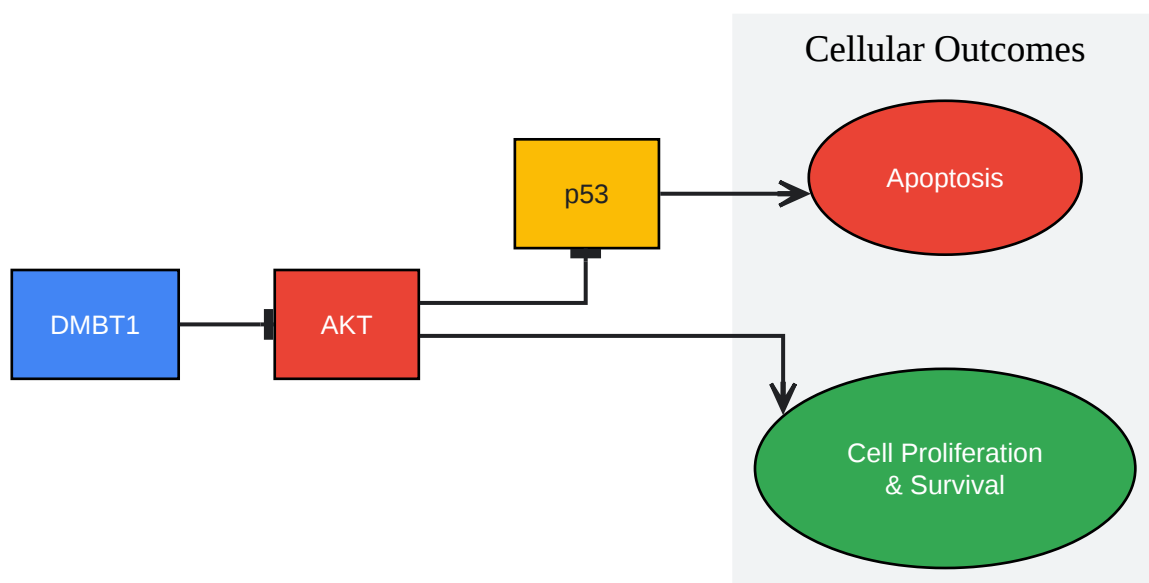 Cellular Outcomes
Apoptosis
p53
DMBT1
AKT
Cell Proliferation
& Survival